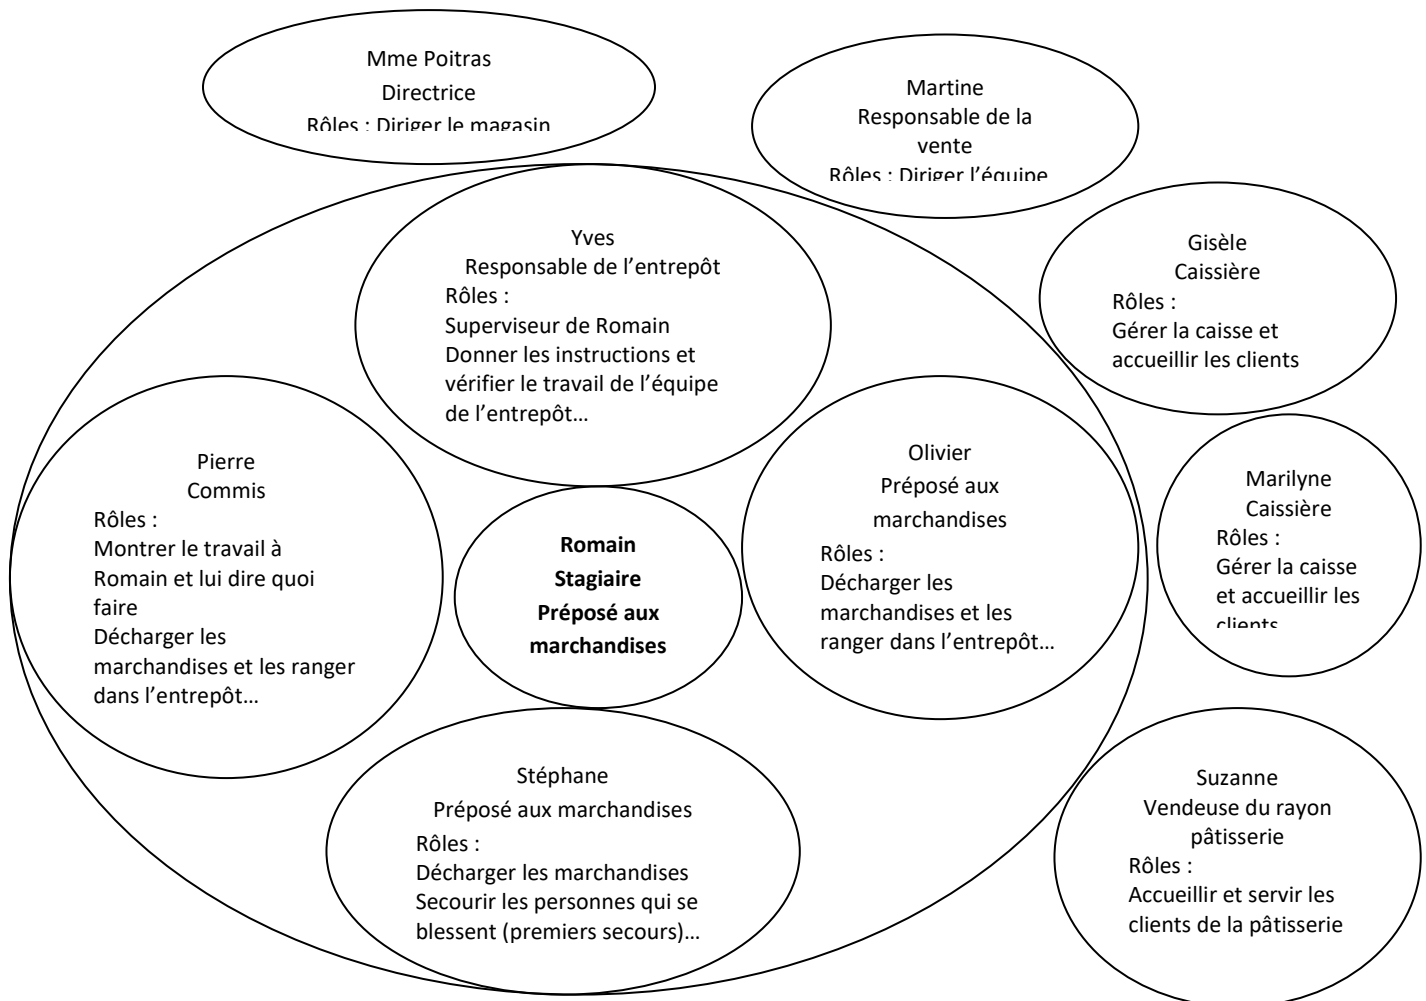 Mme Poitras
Directrice
Rôles : Diriger le magasin
Martine
Responsable de la
vente
Rôles : Diriger l’équipe
Yves
Responsable de l’entrepôt
Rôles :
Superviseur de Romain
Donner les instructions et
vérifier le travail de l’équipe
de l’entrepôt…
Gisèle
Caissière
Rôles :
Gérer la caisse et
accueillir les clients
Pierre
Commis
Rôles :
Montrer le travail à
Romain et lui dire quoi
faire
Décharger les
marchandises et les ranger
dans l’entrepôt…
Romain
Stagiaire
Préposé aux
marchandises
Olivier
Préposé aux
marchandises
Rôles :
Décharger les
marchandises et les
ranger dans l’entrepôt…
Marilyne
Caissière
Rôles :
Gérer la caisse
et accueillir les
clients
Stéphane
Préposé aux marchandises
Rôles :
Décharger les marchandises
Secourir les personnes qui se
blessent (premiers secours)…
Suzanne
Vendeuse du rayon
pâtisserie
Rôles :
Accueillir et servir les
clients de la pâtisserie